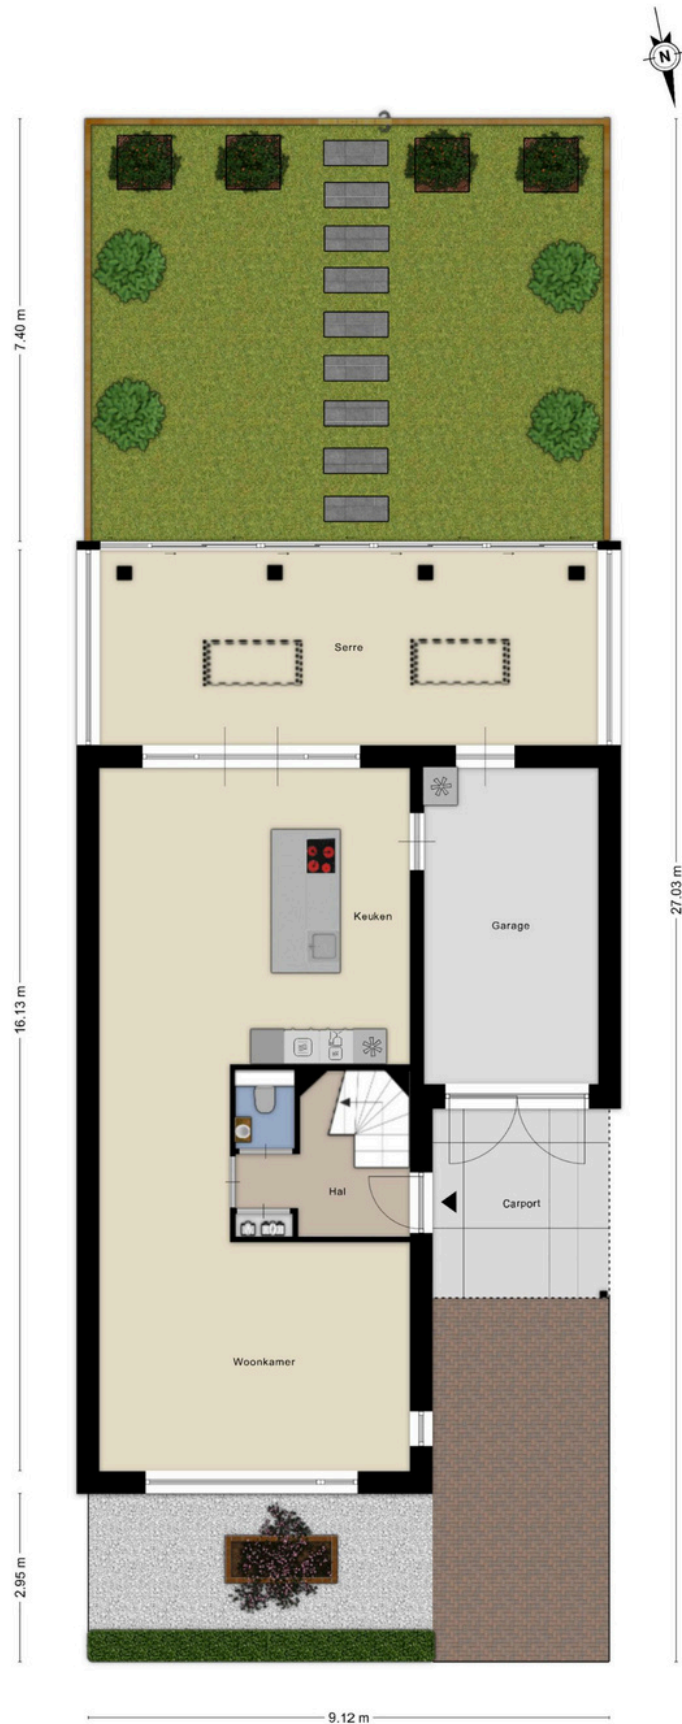 N
7.40 m
Serre
27.03 m
Keuken
Garage
16.13 m
Hal
Carport
Woonkamer
2.95 m
9.12 m